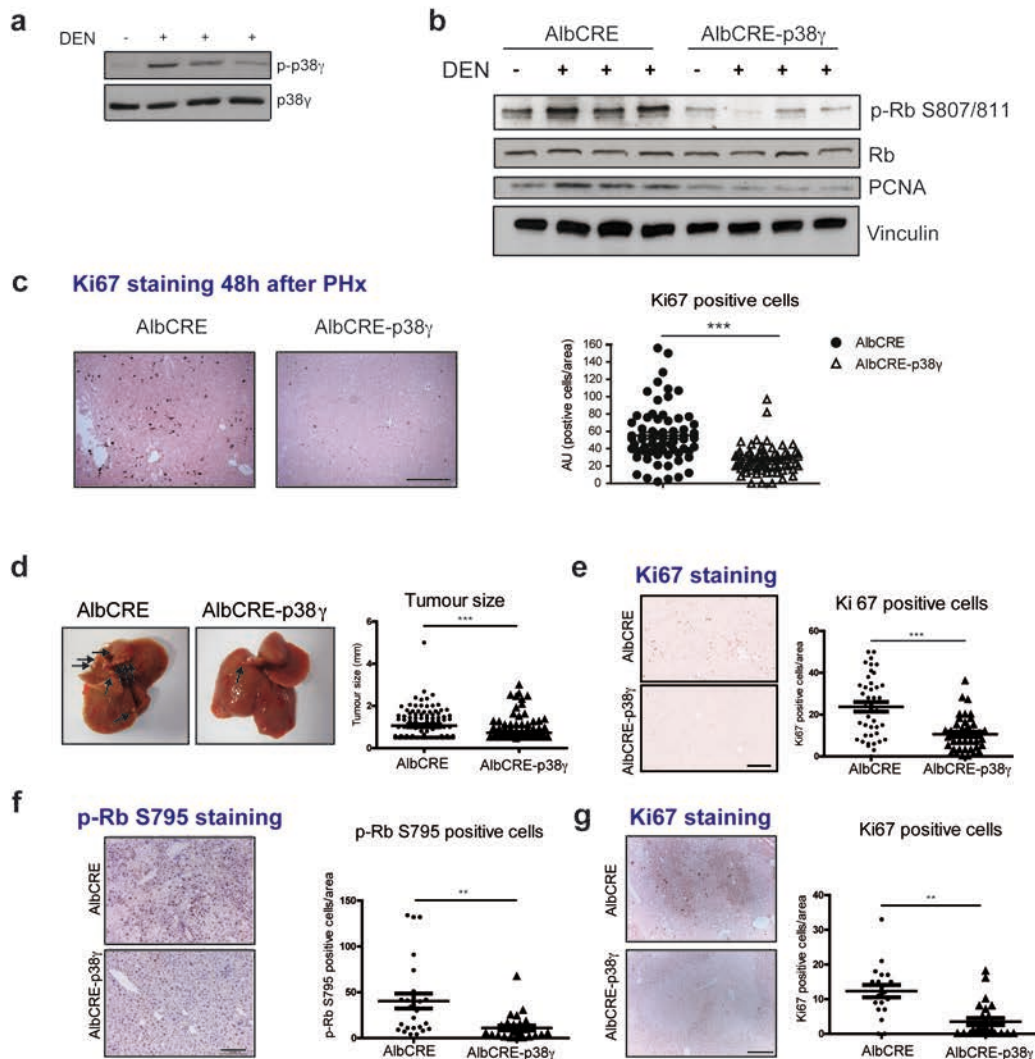 a
DEN - + + +
p-p38γ
p38γ
b
AlbCRE AlbCRE-p38γ
DEN - + + + - + + +
p-Rb S807/811
Rb
PCNA
Vinculin
c
Ki67 staining 48h after PHx
AlbCRE AlbCRE-p38γ
Ki67 positive cells
***
AlbCRE
AlbCRE-p38γ
AU (postive cells/area)
160
140
120
100
80
60
40
20
0
d
AlbCRE AlbCRE-p38γ
Tumour size
***
Tumour size (mm)
6
4
2
0
AlbCRE AlbCRE-p38γ
e
Ki67 staining
AlbCRE
AlbCRE-p38γ
Ki 67 positive cells
***
Ki67 positive cells/area
60
40
20
0
AlbCRE AlbCRE-p38γ
f
p-Rb S795 staining
AlbCRE
AlbCRE-p38γ
p-Rb S795 positive cells
**
p-Rb S795 positive cells/area
150
100
50
0
AlbCRE AlbCRE-p38γ
g
Ki67 staining
AlbCRE
AlbCRE-p38γ
Ki67 positive cells
**
Ki67 positive cells/area
40
20
0
AlbCRE AlbCRE-p38γ